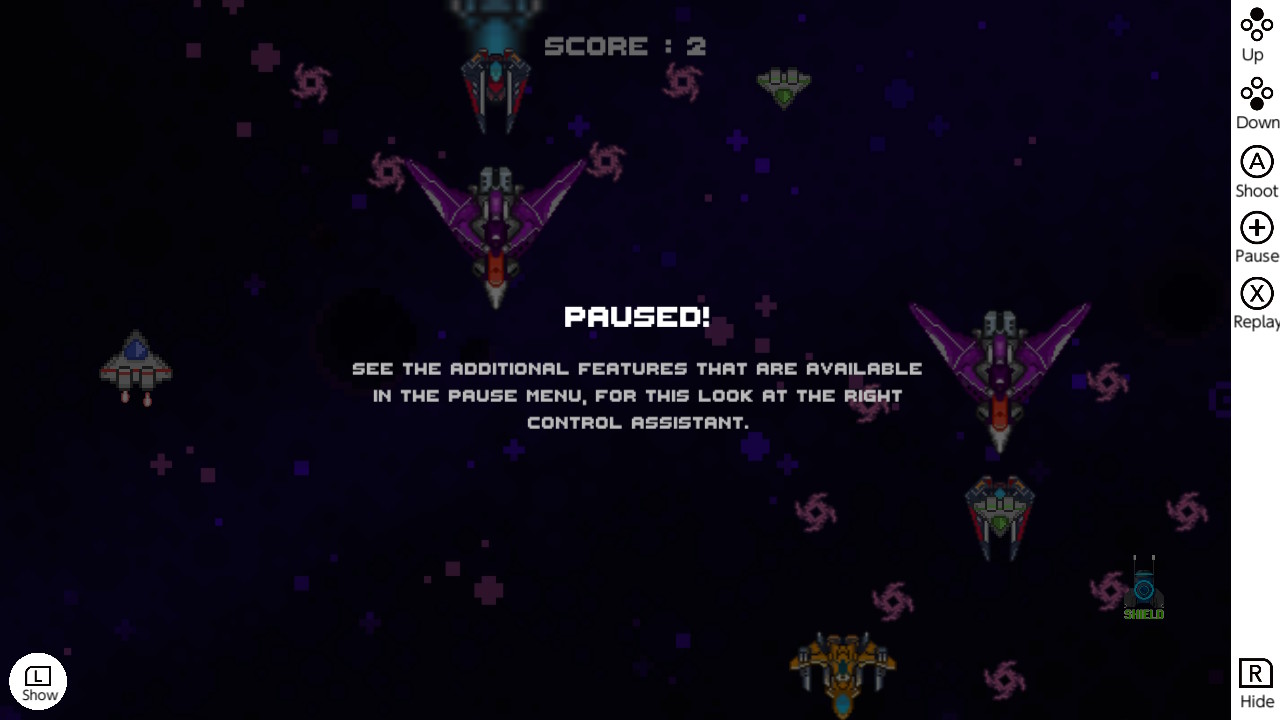 SCORE : 2
Up
Down
A
Shoot
Pause
X
Replay
PAUSED!
SEE THE ADDITIONAL FEATURES THAT ARE AVAILABLE
IN THE PAUSE MENU, FOR THIS LOOK AT THE RIGHT
CONTROL ASSISTANT.
SHIELD
L
Show
R
Hide